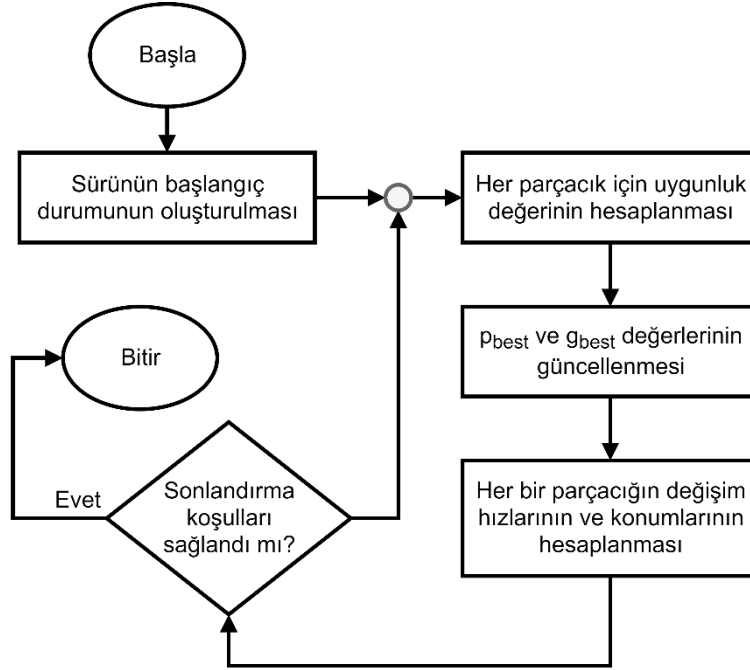 Başla
Sürünün başlangıç
durumunun oluşturulması
Her parçacık için uygunluk
değerinin hesaplanması
pbest ve gbest değerlerinin
güncellenmesi
Her bir parçacığın değişim
hızlarının ve konumlarının
hesaplanması
Sonlandırma
koşulları
sağlandı mı?
Evet
Bitir